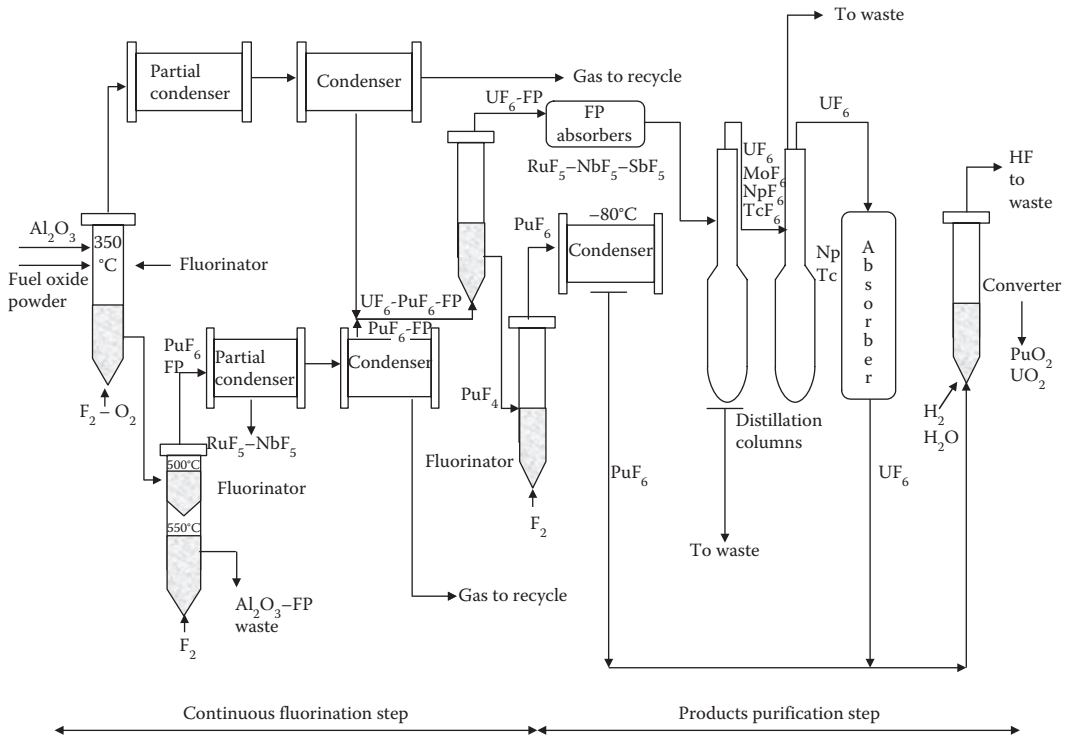 To waste
Partial
condenser
Condenser
Gas to recycle
UF₆-FP
FP
absorbers
RuF₅–NbF₅–SbF₅
UF₆
MoF₆
NpF₆
TcF₆
UF₆
HF
to
waste
Al₂O₃
Fuel oxide
powder
350
°C
Fluorinator
F₂ – O₂
PuF₆
–80°C
Condenser
Np
Tc
Absorber
Converter
PuO₂
UO₂
H₂
H₂O
UF₆-PuF₆-FP
PuF₆-FP
PuF₆
FP
Partial
condenser
Condenser
RuF₅–NbF₅
PuF₄
Fluorinator
F₂
PuF₆
Distillation
columns
UF₆
To waste
500°C
Fluorinator
550°C
Al₂O₃–FP
waste
F₂
Gas to recycle
Continuous fluorination step
Products purification step